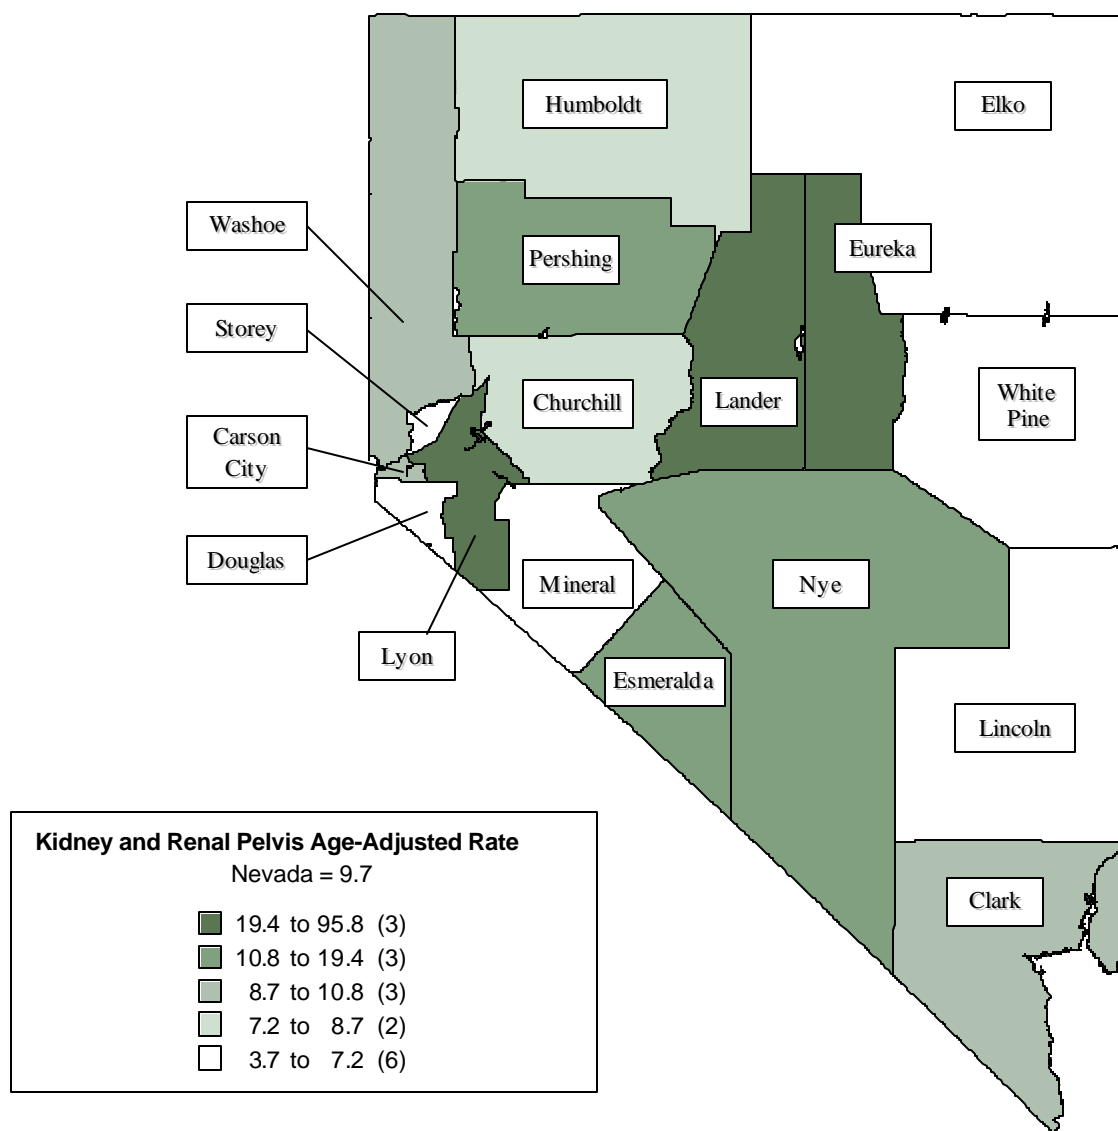 Humboldt
Elko
Washoe
Pershing
Eureka
Storey
Churchill
Lander
White
Pine
Carson
City
Douglas
Mineral
Nye
Lyon
Esmeralda
Lincoln
Kidney and Renal Pelvis Age-Adjusted Rate
Nevada = 9.7
19.4 to 95.8 (3)
10.8 to 19.4 (3)
8.7 to 10.8 (3)
7.2 to 8.7 (2)
3.7 to 7.2 (6)
Clark